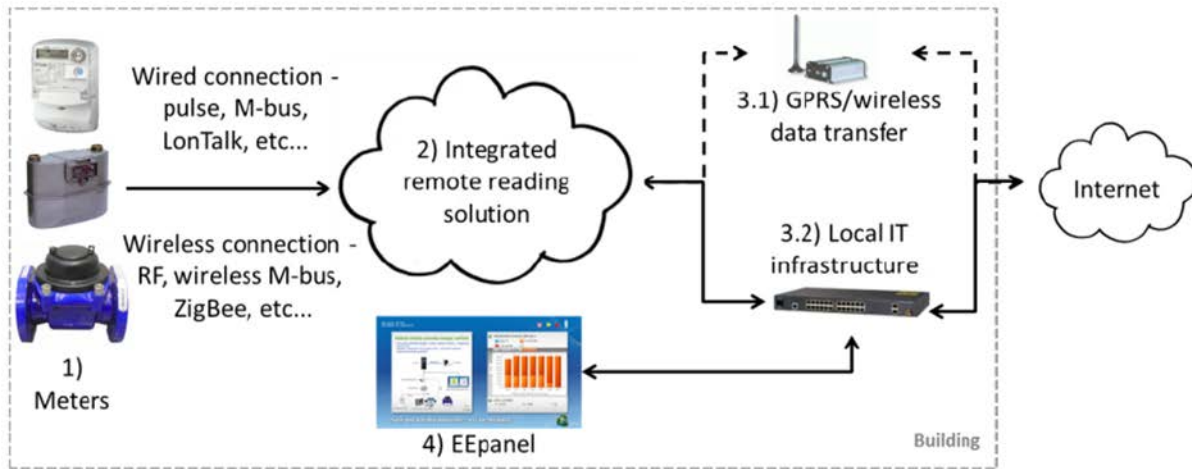 Wired connection -
pulse, M-bus,
LonTalk, etc...
Wireless connection -
RF, wireless M-bus,
ZigBee, etc...
1)
Meters
2) Integrated
remote reading
solution
3.1) GPRS/wireless
data transfer
3.2) Local IT
infrastructure
4) EEpanel
Internet
Building